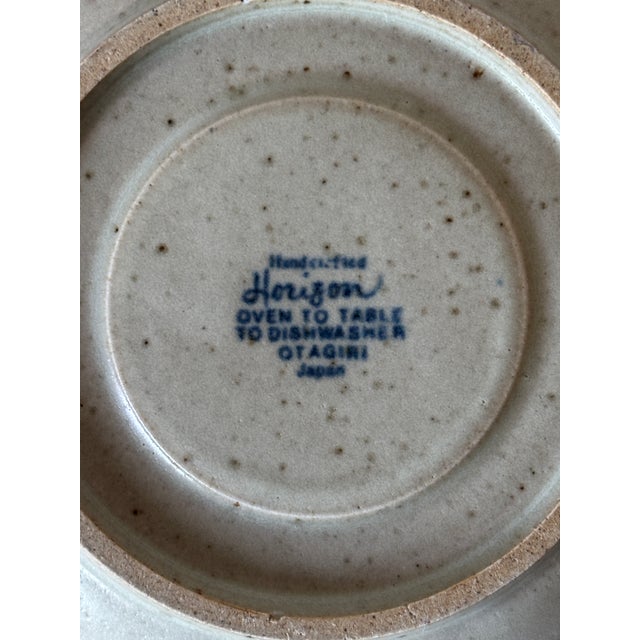 Handcrafted
Horizon
OVEN TO TABLE
TO DISHWASHER
OTAGIRI
Japan